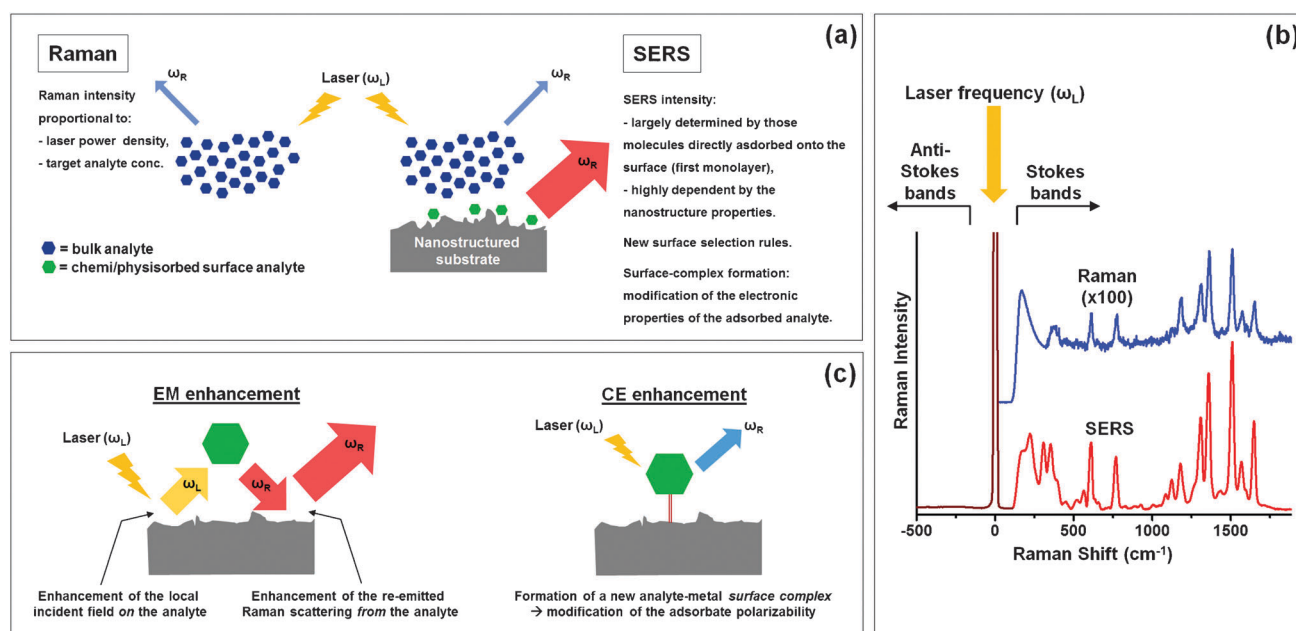 (a)
Raman
ωR
Raman intensity
proportional to:
- laser power density,
- target analyte conc.
Laser (ωL)
ωR
ωR
Nanostructured
substrate
= bulk analyte
= chemi/physisorbed surface analyte
SERS
SERS intensity:
- largely determined by those
molecules directly asdorbed onto the
surface (first monolayer),
- highly dependent by the
nanostructure properties.
New surface selection rules.
Surface-complex formation:
modification of the electronic
properties of the adsorbed analyte.
(b)
Laser frequency (ωL)
Anti-
Stokes
bands
Stokes
bands
Raman
(x100)
SERS
Raman Intensity
-500 0 500 1000 1500
Raman Shift (cm-1)
(c)
EM enhancement
Laser (ωL)
ωL
ωR
ωR
Enhancement of the local
incident field on the analyte
Enhancement of the re-emitted
Raman scattering from the analyte
CE enhancement
Laser (ωL)
ωR
Formation of a new analyte-metal surface complex
→ modification of the adsorbate polarizability